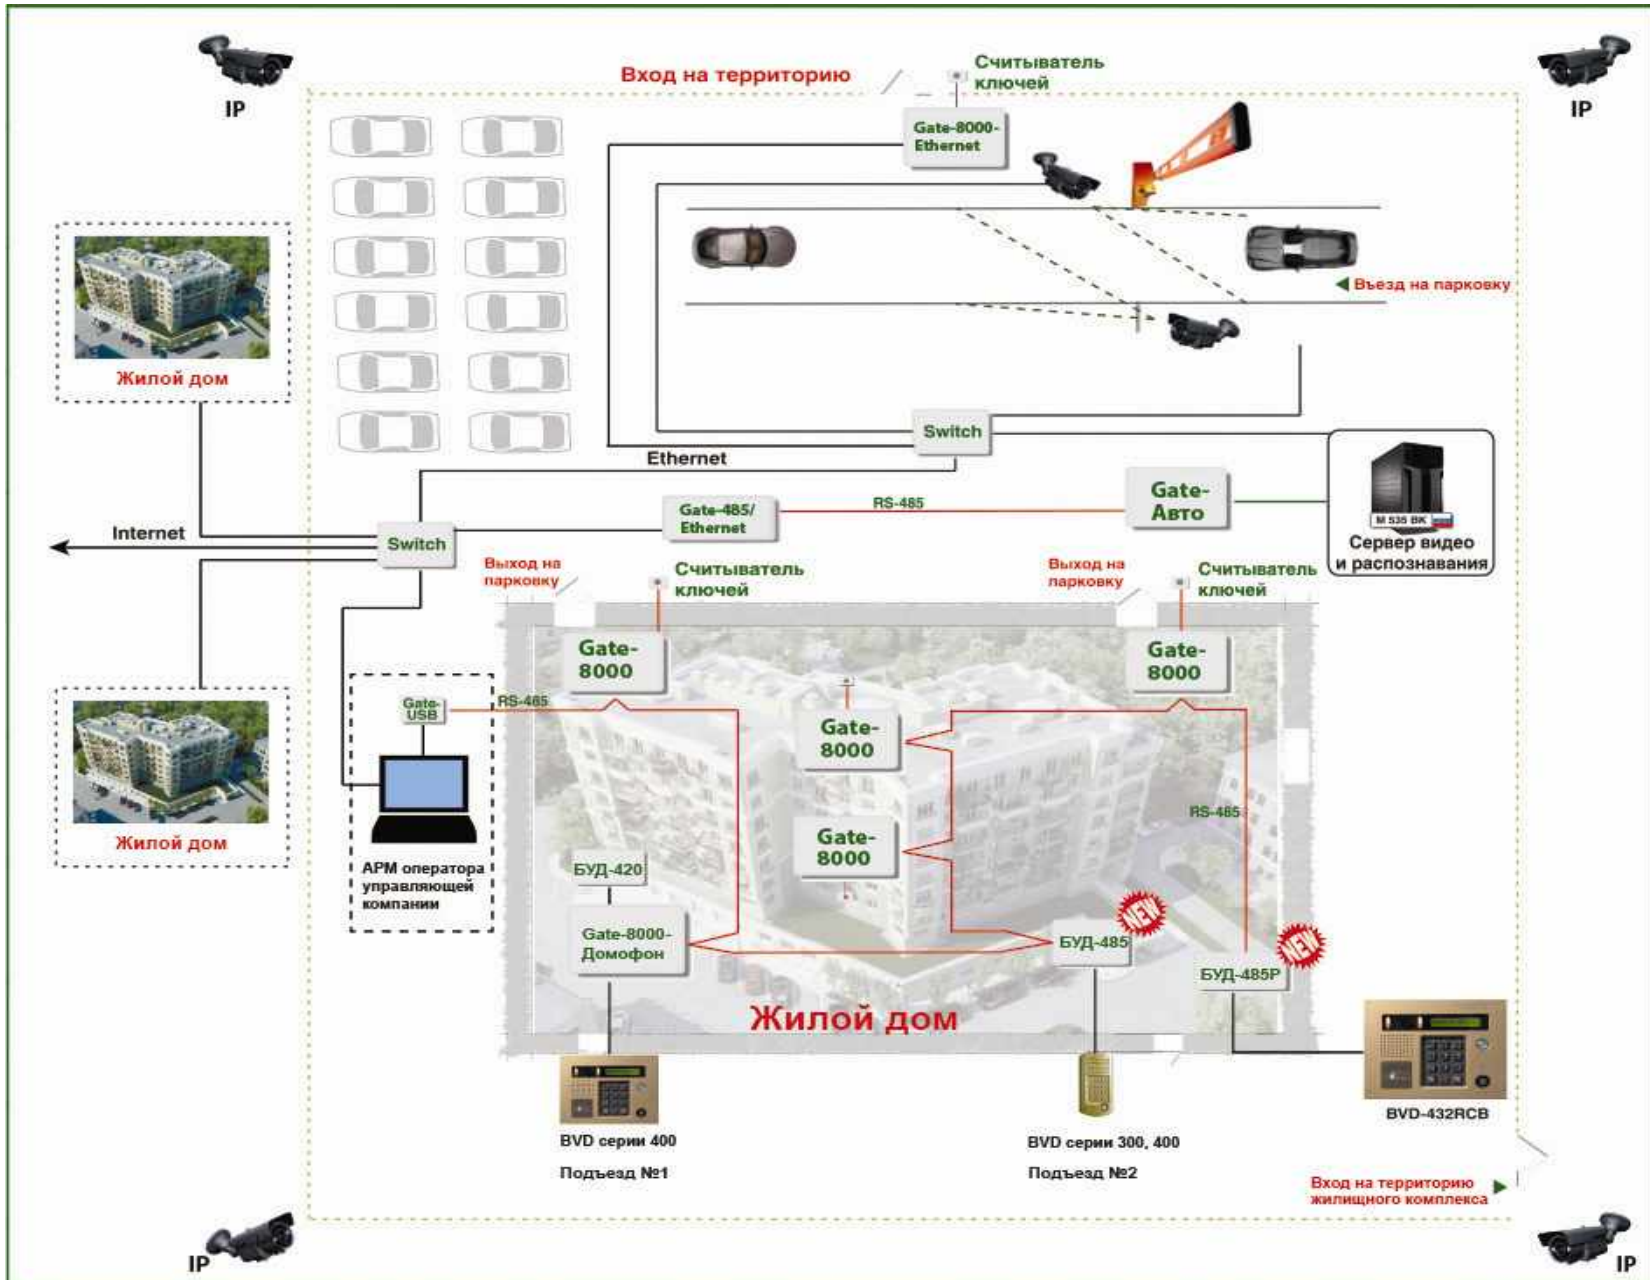 IP
Вход на территорию
Считыватель
ключей
IP
Gate-8000-
Ethernet
Въезд на парковку
Жилой дом
Switch
Ethernet
Gate-485/
Ethernet
RS-485
Gate-
Авто
М 535 ВК
Сервер видео
и распознавания
Internet
Switch
Выход на
парковку
Считыватель
ключей
Выход на
парковку
Считыватель
ключей
Gate-
8000
Gate-
8000
Gate-
USB
RS-485
Gate-
8000
RS-485
Gate-
8000
Жилой дом
АРМ оператора
управляющей
компании
БУД-420
NEW
Gate-8000-
Домофон
БУД-485
NEW
БУД-485Р
Жилой дом
BVD-432RCB
BVD серии 400
Подъезд №1
BVD серии 300, 400
Подъезд №2
Вход на территорию
жилищного комплекса
IP
IP